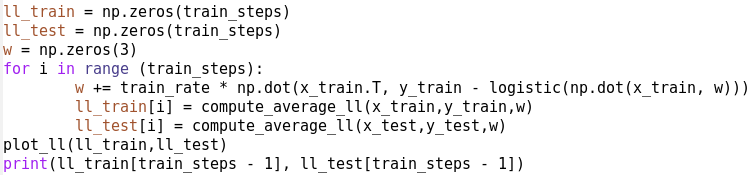 ll_train = np.zeros(train_steps)
ll_test = np.zeros(train_steps)
w = np.zeros(3)
for i in range (train_steps):
        w += train_rate * np.dot(x_train.T, y_train - logistic(np.dot(x_train, w)))
        ll_train[i] = compute_average_ll(x_train,y_train,w)
        ll_test[i] = compute_average_ll(x_test,y_test,w)
plot_ll(ll_train,ll_test)
print(ll_train[train_steps - 1], ll_test[train_steps - 1])